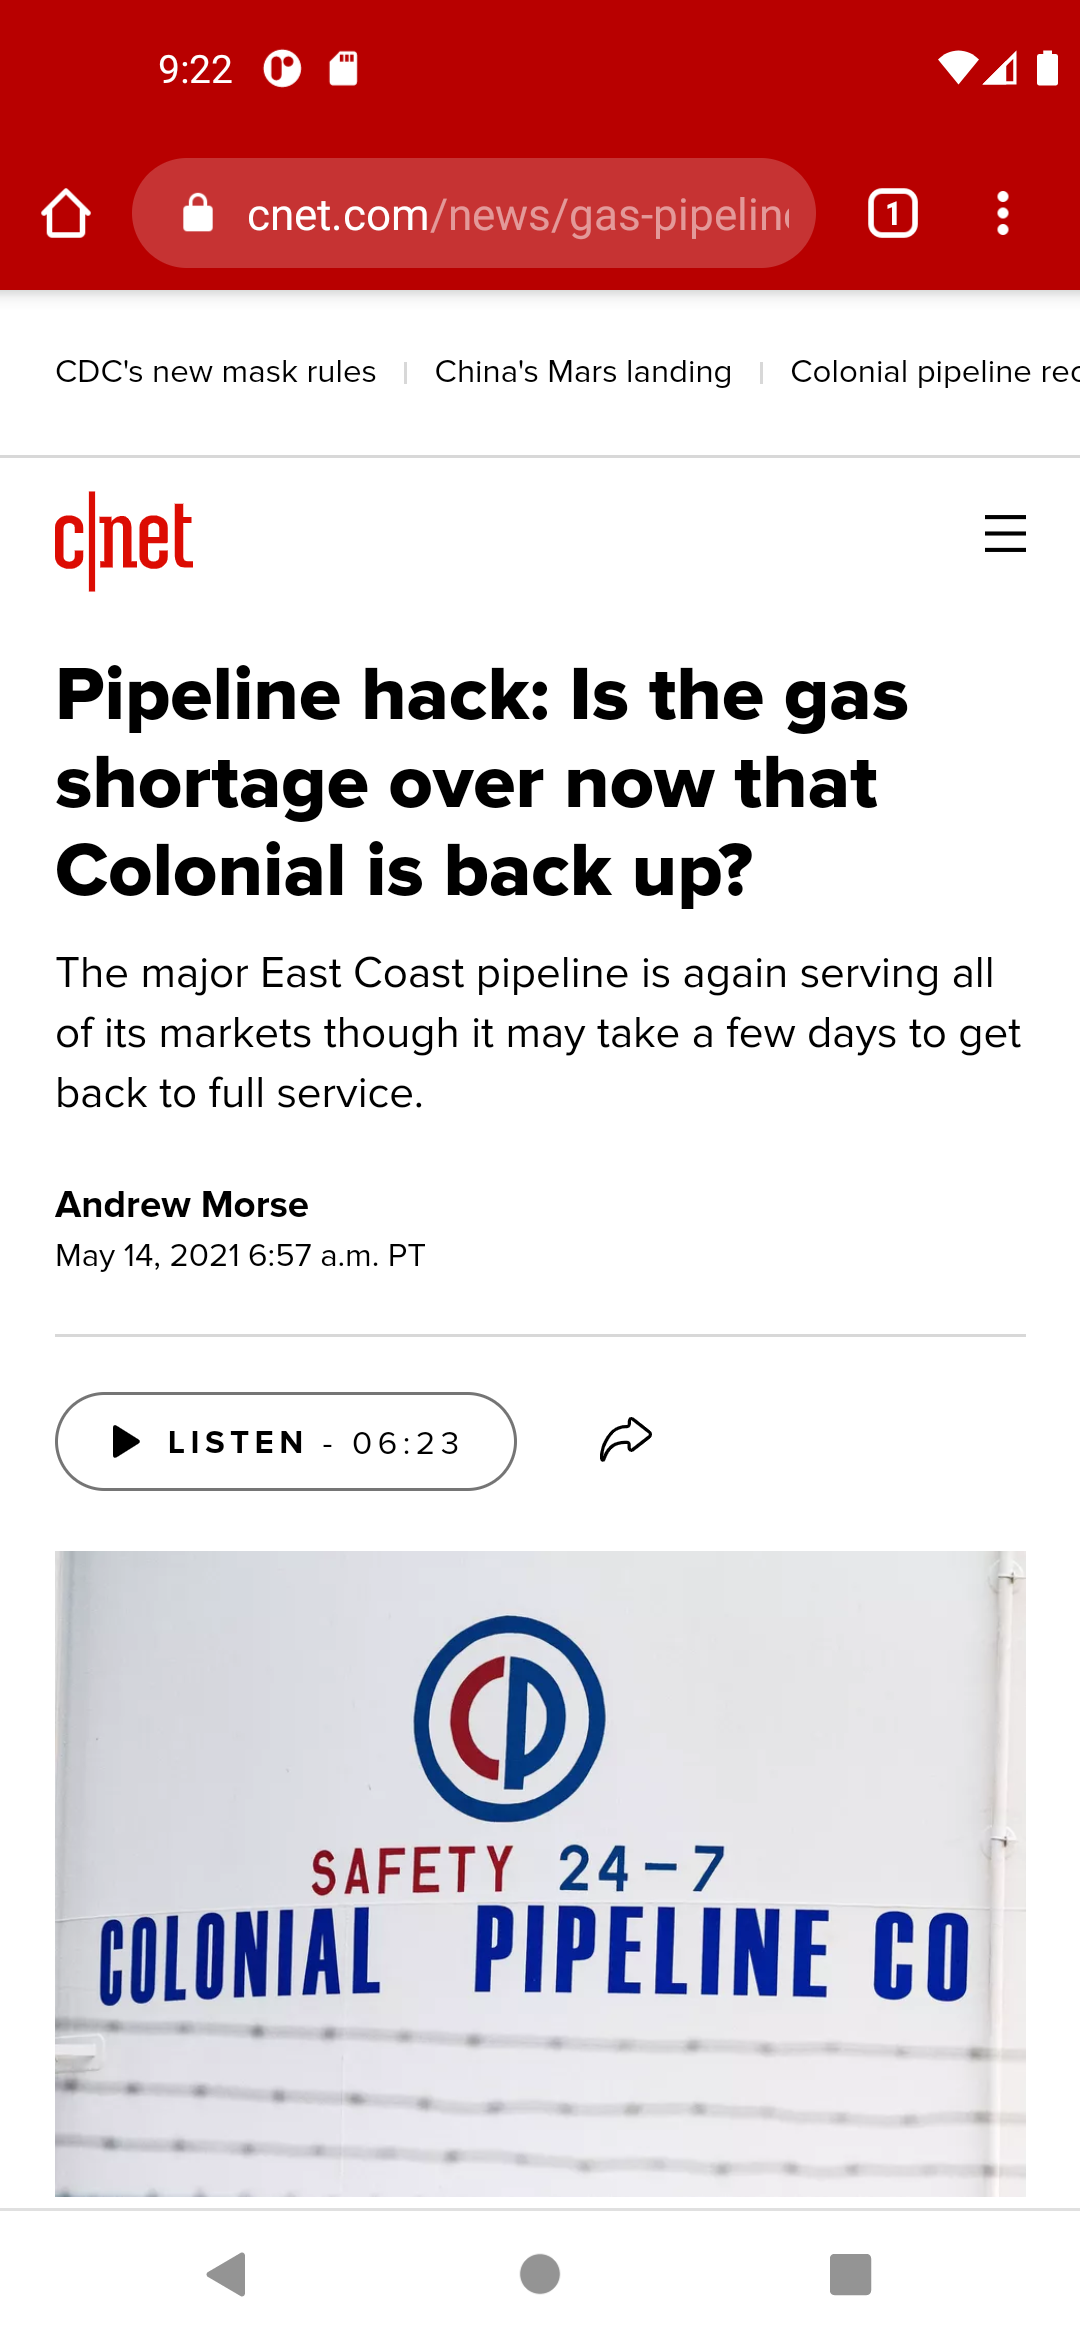 9:22
cnet.com/news/gas-pipelin
1
CDC's new mask rules | China's Mars landing | Colonial pipeline rec
c|net
Pipeline hack: Is the gas
shortage over now that
Colonial is back up?
The major East Coast pipeline is again serving all
of its markets though it may take a few days to get
back to full service.
Andrew Morse
May 14, 2021 6:57 a.m. PT
LISTEN - 06:23
CP
SAFETY 24-7
COLONIAL PIPELINE CO